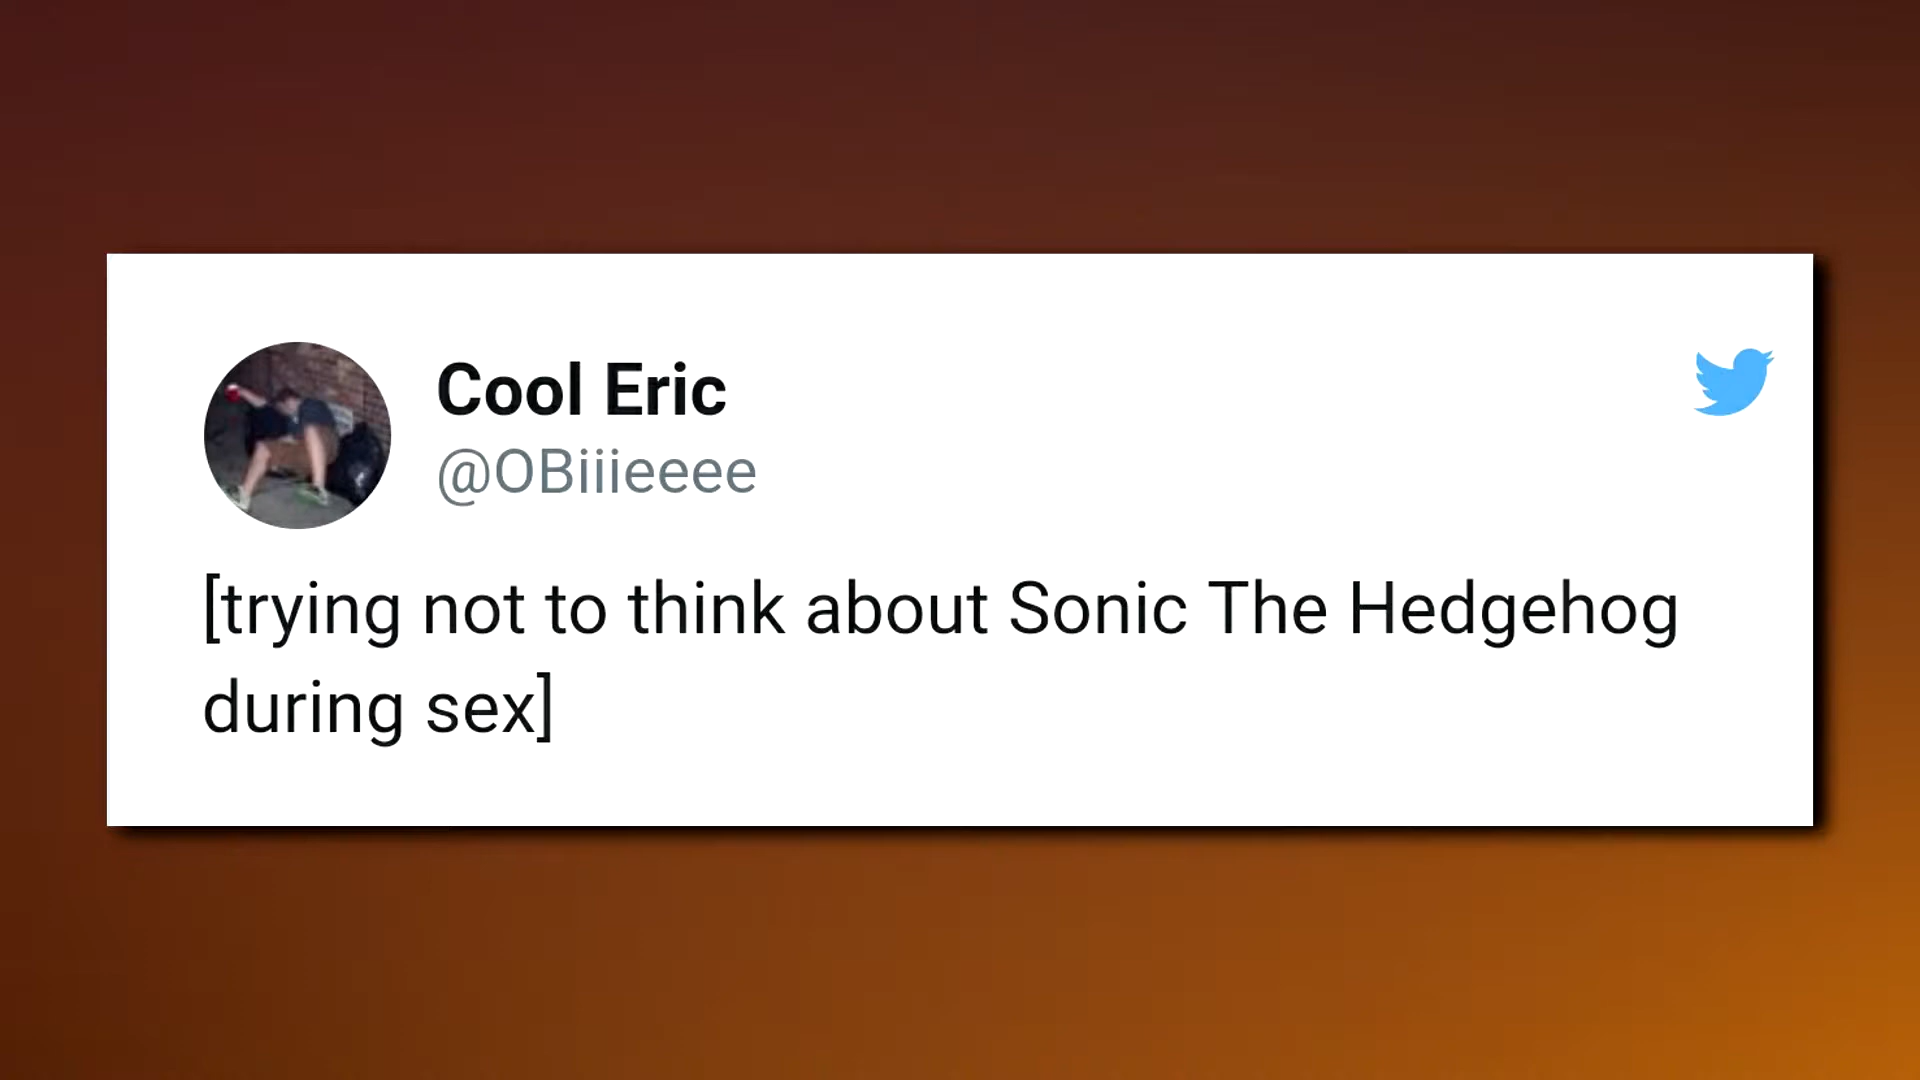 Cool Eric
@OBiiieeee
[trying not to think about Sonic The Hedgehog
during sex]